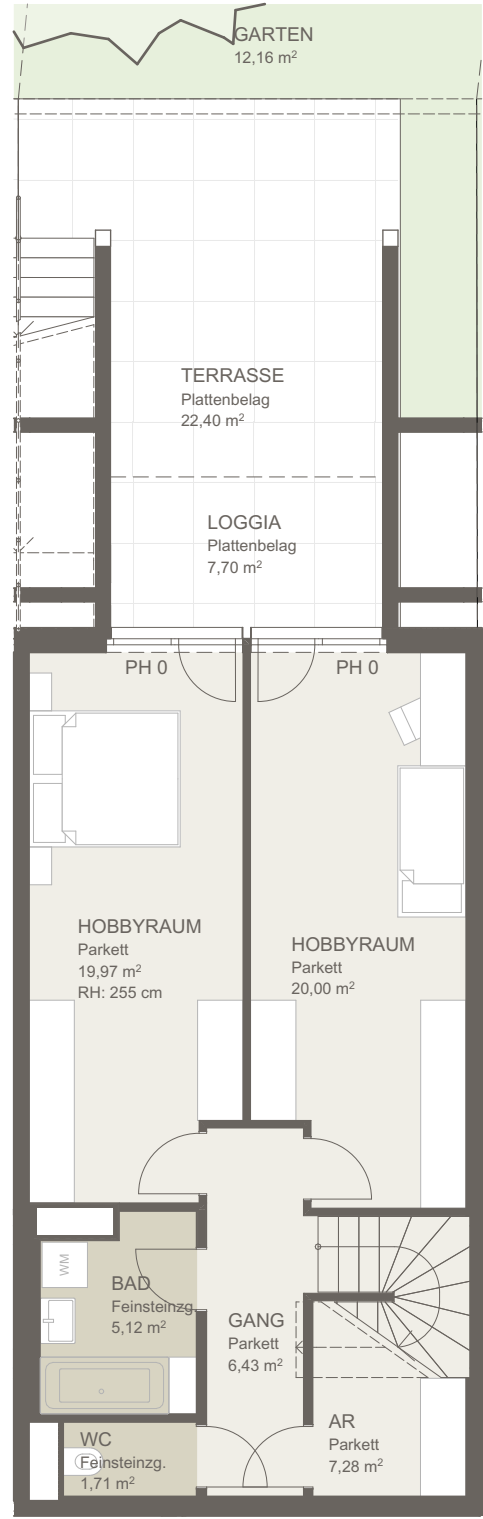 GARTEN
12,16 m²
TERRASSE
Plattenbelag
22,40 m²
LOGGIA
Plattenbelag
7,70 m²
PH 0
PH 0
HOBBYRAUM
Parkett
19,97 m²
RH: 255 cm
HOBBYRAUM
Parkett
20,00 m²
WM
BAD
Feinsteinzg.
5,12 m²
GANG
Parkett
6,43 m²
AR
Parkett
7,28 m²
WC
Feinsteinzg.
1,71 m²